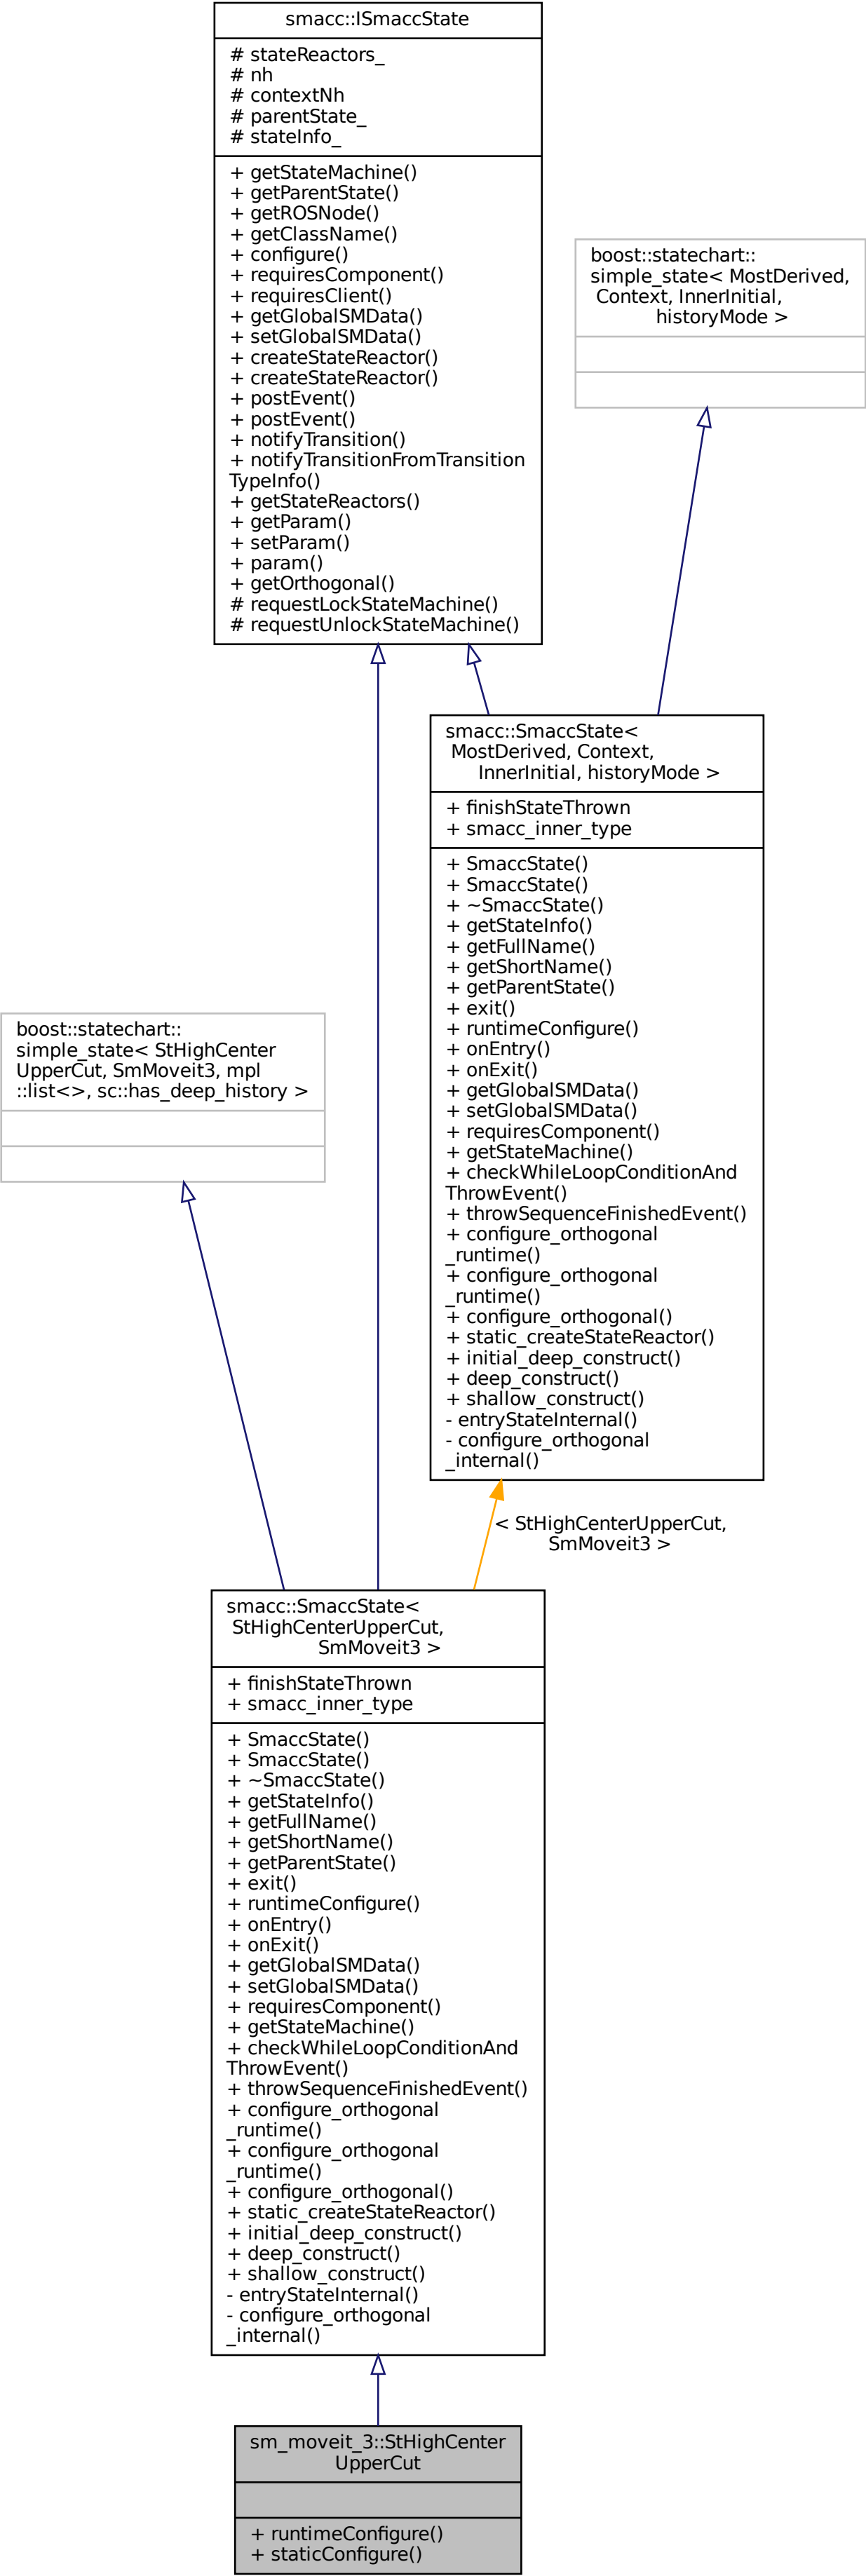 smacc::ISmaccState
# stateReactors_
# nh
# contextNh
# parentState_
# stateInfo_
+ getStateMachine()
+ getParentState()
+ getROSNode()
+ getClassName()
+ configure()
+ requiresComponent()
+ requiresClient()
+ getGlobalSMData()
+ setGlobalSMData()
+ createStateReactor()
+ createStateReactor()
+ postEvent()
+ postEvent()
+ notifyTransition()
+ notifyTransitionFromTransition
TypeInfo()
+ getStateReactors()
+ getParam()
+ setParam()
+ param()
+ getOrthogonal()
# requestLockStateMachine()
# requestUnlockStateMachine()
boost::statechart::
simple_state< MostDerived,
Context, InnerInitial,
historyMode >
smacc::SmaccState<
MostDerived, Context,
InnerInitial, historyMode >
+ finishStateThrown
+ smacc_inner_type
+ SmaccState()
+ SmaccState()
+ ~SmaccState()
+ getStateInfo()
+ getFullName()
+ getShortName()
+ getParentState()
+ exit()
+ runtimeConfigure()
+ onEntry()
+ onExit()
+ getGlobalSMData()
+ setGlobalSMData()
+ requiresComponent()
+ getStateMachine()
+ checkWhileLoopConditionAnd
ThrowEvent()
+ throwSequenceFinishedEvent()
+ configure_orthogonal
_runtime()
+ configure_orthogonal
_runtime()
+ configure_orthogonal()
+ static_createStateReactor()
+ initial_deep_construct()
+ deep_construct()
+ shallow_construct()
- entryStateInternal()
- configure_orthogonal
_internal()
boost::statechart::
simple_state< StHighCenter
UpperCut, SmMoveit3, mpl
::list<>, sc::has_deep_history >
< StHighCenterUpperCut,
SmMoveit3 >
smacc::SmaccState<
StHighCenterUpperCut,
SmMoveit3 >
+ finishStateThrown
+ smacc_inner_type
+ SmaccState()
+ SmaccState()
+ ~SmaccState()
+ getStateInfo()
+ getFullName()
+ getShortName()
+ getParentState()
+ exit()
+ runtimeConfigure()
+ onEntry()
+ onExit()
+ getGlobalSMData()
+ setGlobalSMData()
+ requiresComponent()
+ getStateMachine()
+ checkWhileLoopConditionAnd
ThrowEvent()
+ throwSequenceFinishedEvent()
+ configure_orthogonal
_runtime()
+ configure_orthogonal
_runtime()
+ configure_orthogonal()
+ static_createStateReactor()
+ initial_deep_construct()
+ deep_construct()
+ shallow_construct()
- entryStateInternal()
- configure_orthogonal
_internal()
sm_moveit_3::StHighCenter
UpperCut
+ runtimeConfigure()
+ staticConfigure()